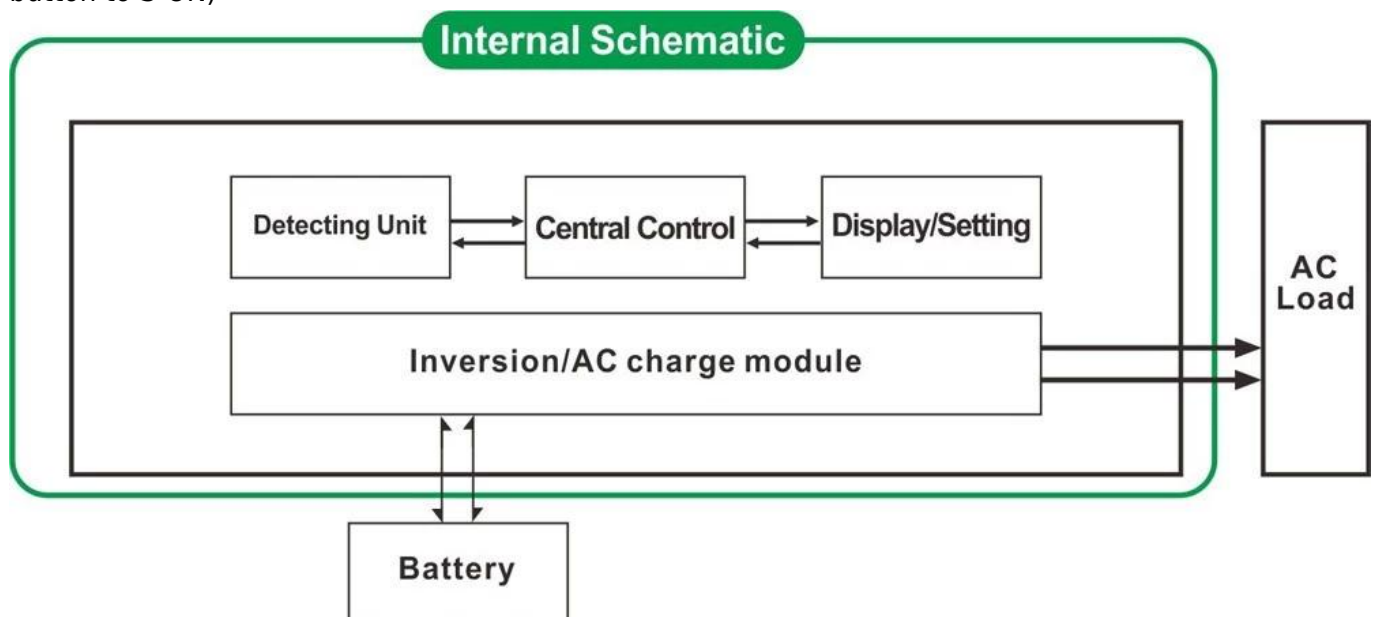 Internal Schematic
Detecting Unit
Central Control
Display/Setting
AC
Load
Inversion/AC charge module
Battery